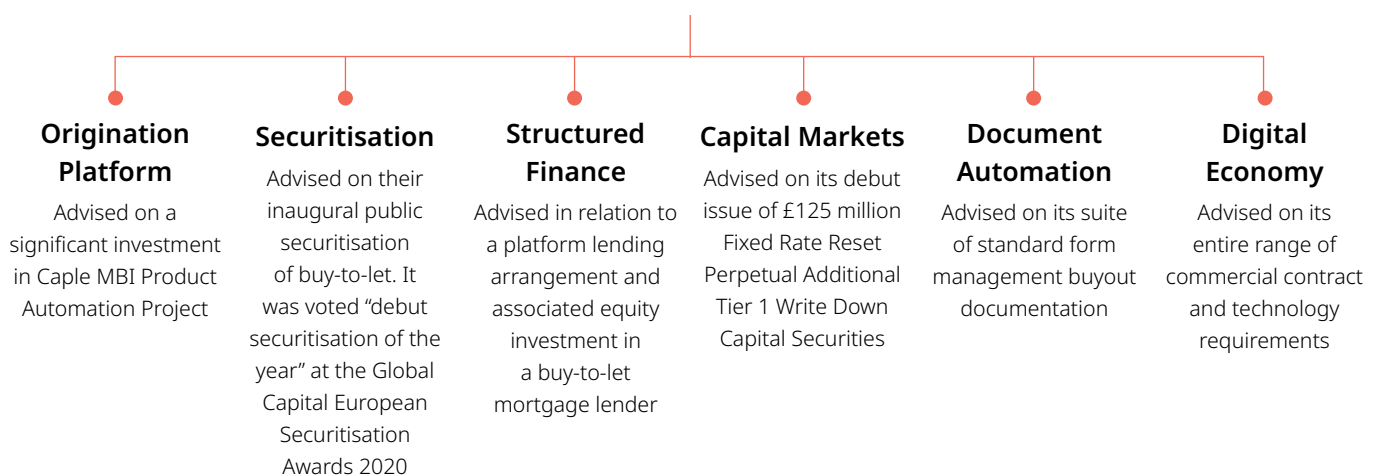 Origination
Platform
Advised on a
significant investment
in Caple MBI Product
Automation Project
Securitisation
Advised on their
inaugural public
securitisation
of buy-to-let. It
was voted “debut
securitisation of the
year” at the Global
Capital European
Securitisation
Awards 2020
Structured
Finance
Advised in relation to
a platform lending
arrangement and
associated equity
investment in
a buy-to-let
mortgage lender
Capital Markets
Advised on its debut
issue of £125 million
Fixed Rate Reset
Perpetual Additional
Tier 1 Write Down
Capital Securities
Document
Automation
Advised on its suite
of standard form
management buyout
documentation
Digital
Economy
Advised on its
entire range of
commercial contract
and technology
requirements